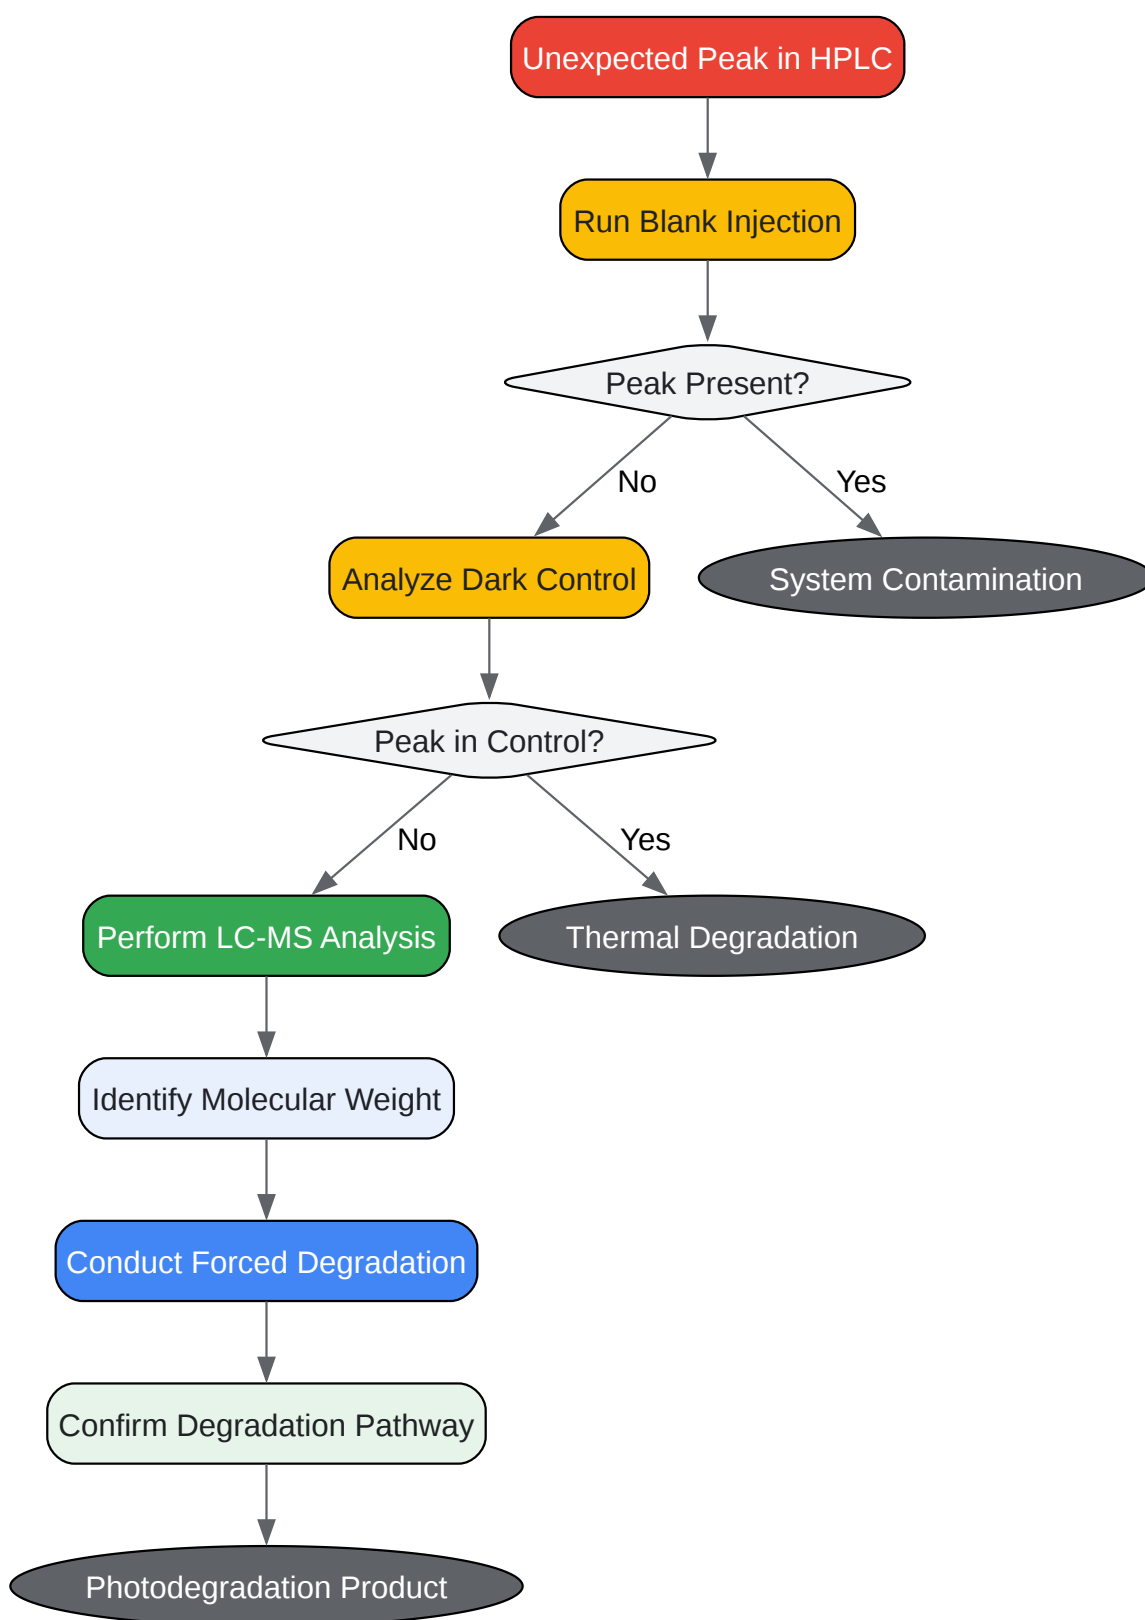 Unexpected Peak in HPLC
Run Blank Injection
Peak Present?
No
Yes
Analyze Dark Control
System Contamination
Peak in Control?
No
Yes
Perform LC-MS Analysis
Thermal Degradation
Identify Molecular Weight
Conduct Forced Degradation
Confirm Degradation Pathway
Photodegradation Product